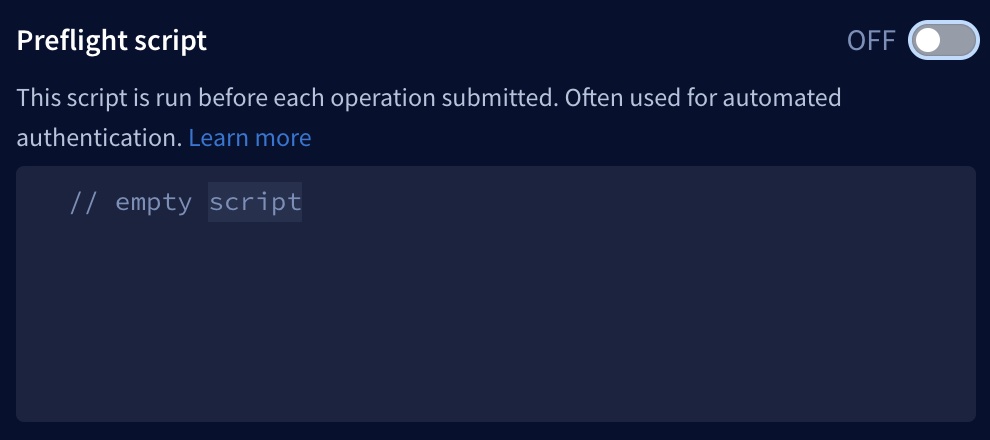 Preflight script
OFF
This script is run before each operation submitted. Often used for automated
authentication. Learn more
// empty script